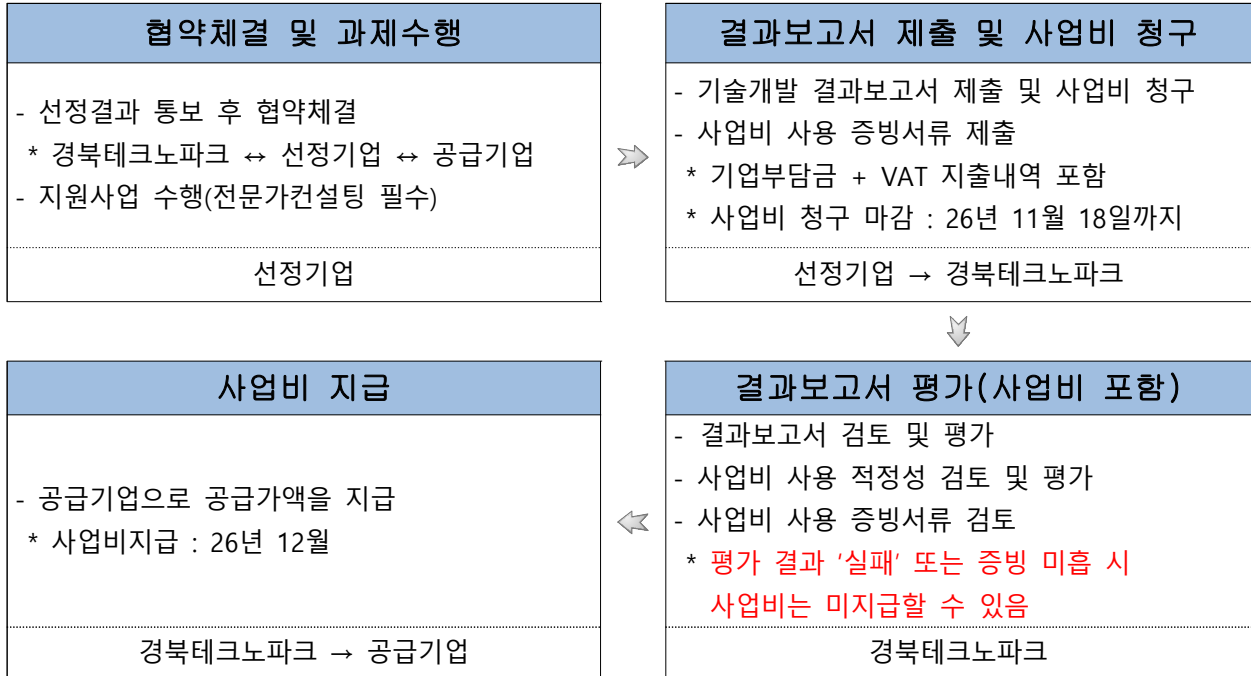 협약체결 및 과제수행
- 선정결과 통보 후 협약체결
* 경북테크노파크 ↔ 선정기업 ↔ 공급기업
- 지원사업 수행(전문가컨설팅 필수)
선정기업
결과보고서 제출 및 사업비 청구
- 기술개발 결과보고서 제출 및 사업비 청구
- 사업비 사용 증빙서류 제출
* 기업부담금 + VAT 지출내역 포함
* 사업비 청구 마감 : 26년 11월 18일까지
선정기업 → 경북테크노파크
결과보고서 평가(사업비 포함)
- 결과보고서 검토 및 평가
- 사업비 사용 적정성 검토 및 평가
- 사업비 사용 증빙서류 검토
* 평가 결과 '실패' 또는 증빙 미흡 시
사업비는 미지급할 수 있음
경북테크노파크
사업비 지급
- 공급기업으로 공급가액을 지급
* 사업비지급 : 26년 12월
경북테크노파크 → 공급기업